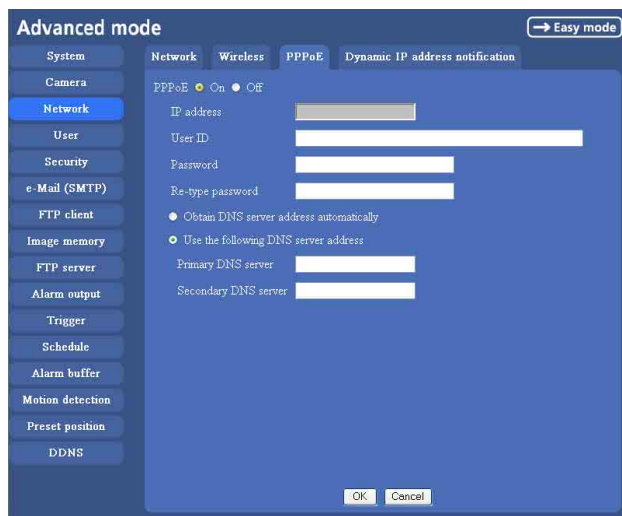 Advanced mode
→ Easy mode
System
Camera
Network
User
Security
e-Mail (SMTP)
FTP client
Image memory
FTP server
Alarm output
Trigger
Schedule
Alarm buffer
Motion detection
Preset position
DDNS
Network Wireless PPPoE Dynamic IP address notification
PPPoE On Off
IP address
User ID
Password
Re-type password
Obtain DNS server address automatically
Use the following DNS server address
Primary DNS server
Secondary DNS server
OK Cancel